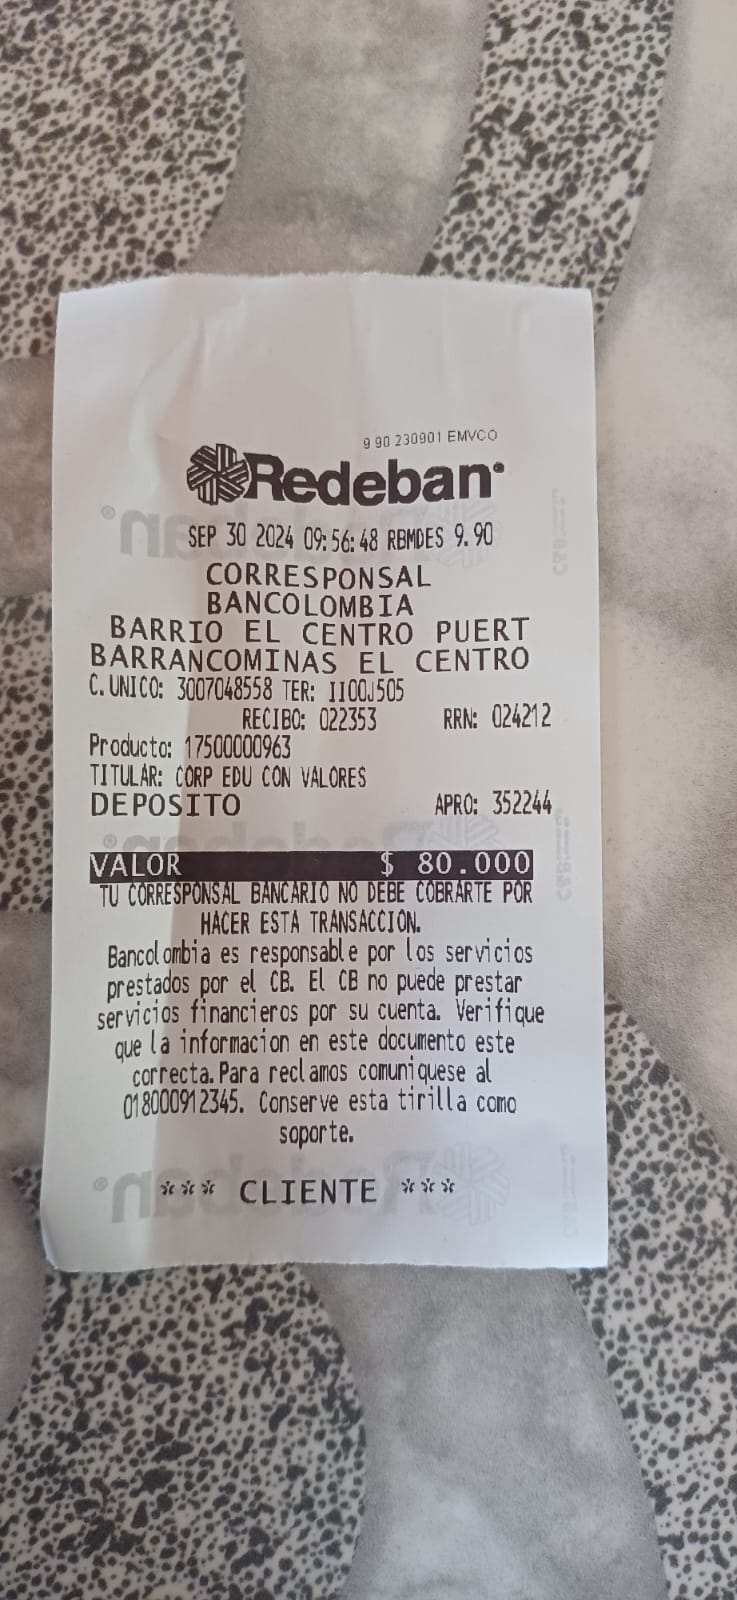 9 90 230901 EMVCO
Redeban
SEP 30 2024 09:56:48 RBMDES 9.90
CORRESPONSAL
BANCOLOMBIA
BARRIO EL CENTRO PUERT
BARRANCOMINAS EL CENTRO
C. UNICO: 3007048558 TER: II00J505
RECIBO: 022353 RRN: 024212
Producto: 17500000963
TITULAR: CORP EDU CON VALORES
DEPOSITO APRO: 352244
VALOR $ 80.000
TU CORRESPONSAL BANCARIO NO DEBE COBRARTE POR
HACER ESTA TRANSACCION.
Bancolombia es responsable por los servicios
prestados por el CB. El CB no puede prestar
servicios financieros por su cuenta. Verifique
que la informacion en este documento este
correcta. Para reclamos comuniquese al
018000912345. Conserve esta tirilla como
soporte.
*** CLIENTE ***